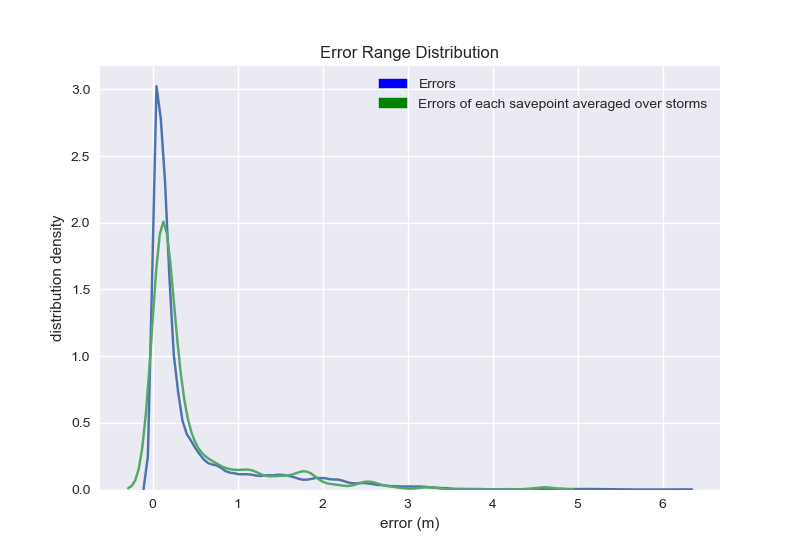 Error Range Distribution
Errors
Errors of each savepoint averaged over storms
3.0
2.5
2.0
1.5
1.0
0.5
0.0
distribution density
0 1 2 3 4 5 6
error (m)